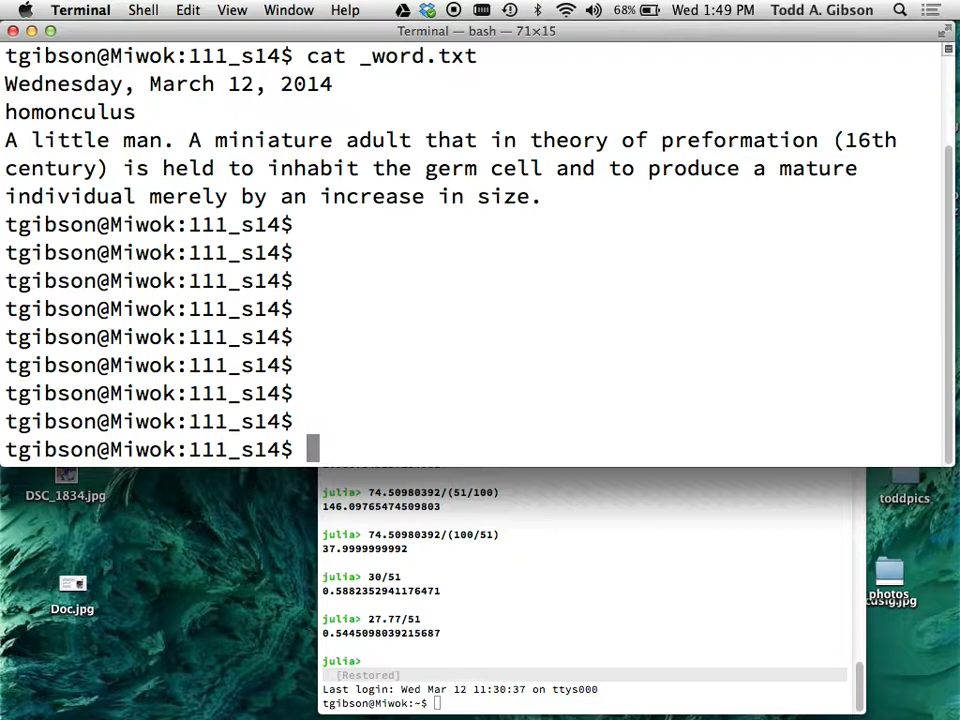 Terminal Shell Edit View Window Help 68% Wed 1:49 PM Todd A. Gibson
Terminal — bash — 71×15
tgibson@Miwok:111_s14$ cat _word.txt
Wednesday, March 12, 2014
homonculus
A little man. A miniature adult that in theory of preformation (16th
century) is held to inhabit the germ cell and to produce a mature
individual merely by an increase in size.
tgibson@Miwok:111_s14$
tgibson@Miwok:111_s14$
tgibson@Miwok:111_s14$
tgibson@Miwok:111_s14$
tgibson@Miwok:111_s14$
tgibson@Miwok:111_s14$
tgibson@Miwok:111_s14$
tgibson@Miwok:111_s14$
tgibson@Miwok:111_s14$
DSC_1834.jpg
toddpics
julia> 74.50980392/(51/100)
146.09765474509803
julia> 74.50980392/(100/51)
37.9999999992
julia> 30/51
0.5882352941176471
julia> 27.77/51
0.5445098039215687
julia>
[Restored]
Last login: Wed Mar 12 11:30:37 on ttys000
tgibson@Miwok:~$
Doc.jpg
photos